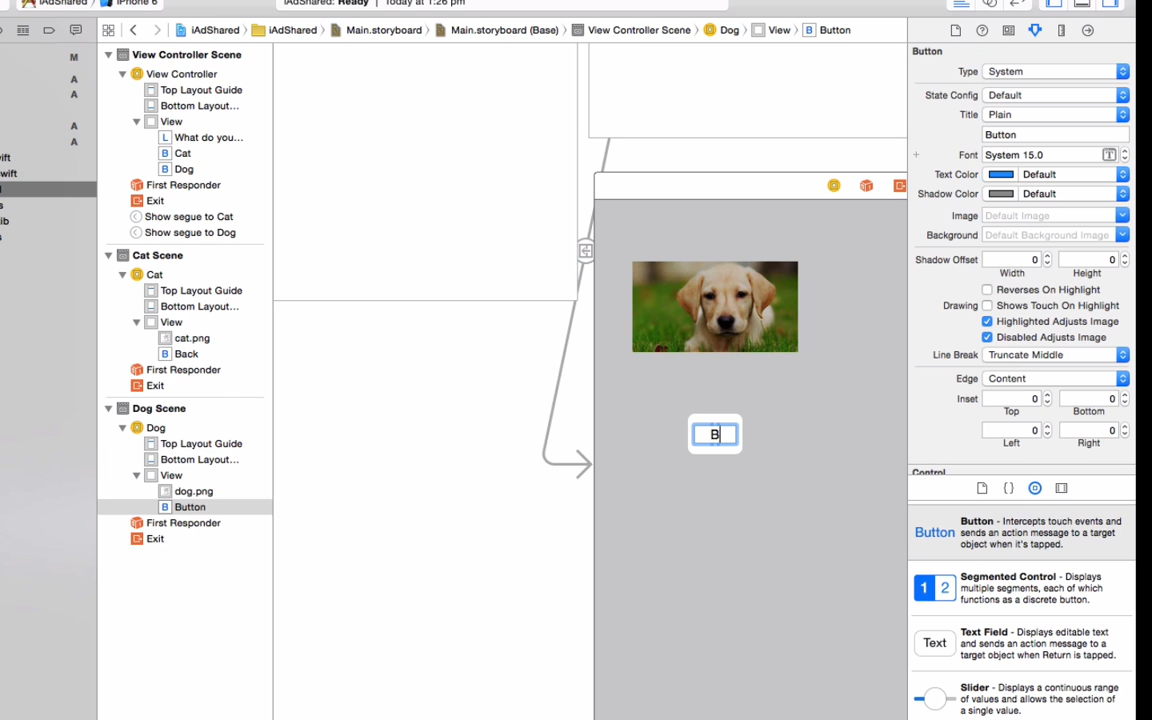 iAdShared
iPhone 6
iAdShared: Ready | Today at 1:26 pm
iAdShared
iAdShared
Main.storyboard
Main.storyboard (Base)
View Controller Scene
Dog
View
Button
M
A
A
A
A
View Controller Scene
View Controller
Top Layout Guide
Bottom Layout...
View
L What do you...
B Cat
B Dog
First Responder
Exit
Show segue to Cat
Show segue to Dog
Cat Scene
Cat
Top Layout Guide
Bottom Layout...
View
cat.png
B Back
First Responder
Exit
Dog Scene
Dog
Top Layout Guide
Bottom Layout...
View
dog.png
B Button
First Responder
Exit
B
Button
Type System
State Config Default
Title Plain
Button
Font System 15.0 T
Text Color Default
Shadow Color Default
Image Default Image
Background Default Background Image
Shadow Offset 0 0
Width Height
Reverses On Highlight
Drawing Shows Touch On Highlight
Highlighted Adjusts Image
Disabled Adjusts Image
Line Break Truncate Middle
Edge Content
Inset 0 0
Top Bottom
0 0
Left Right
Control
Button
Button - Intercepts touch events and
sends an action message to a target
object when it's tapped.
1 2
Segmented Control - Displays
multiple segments, each of which
functions as a discrete button.
Text
Text Field - Displays editable text
and sends an action message to a
target object when Return is tapped.
Slider - Displays a continuous range
of values and allows the selection of
a single value.